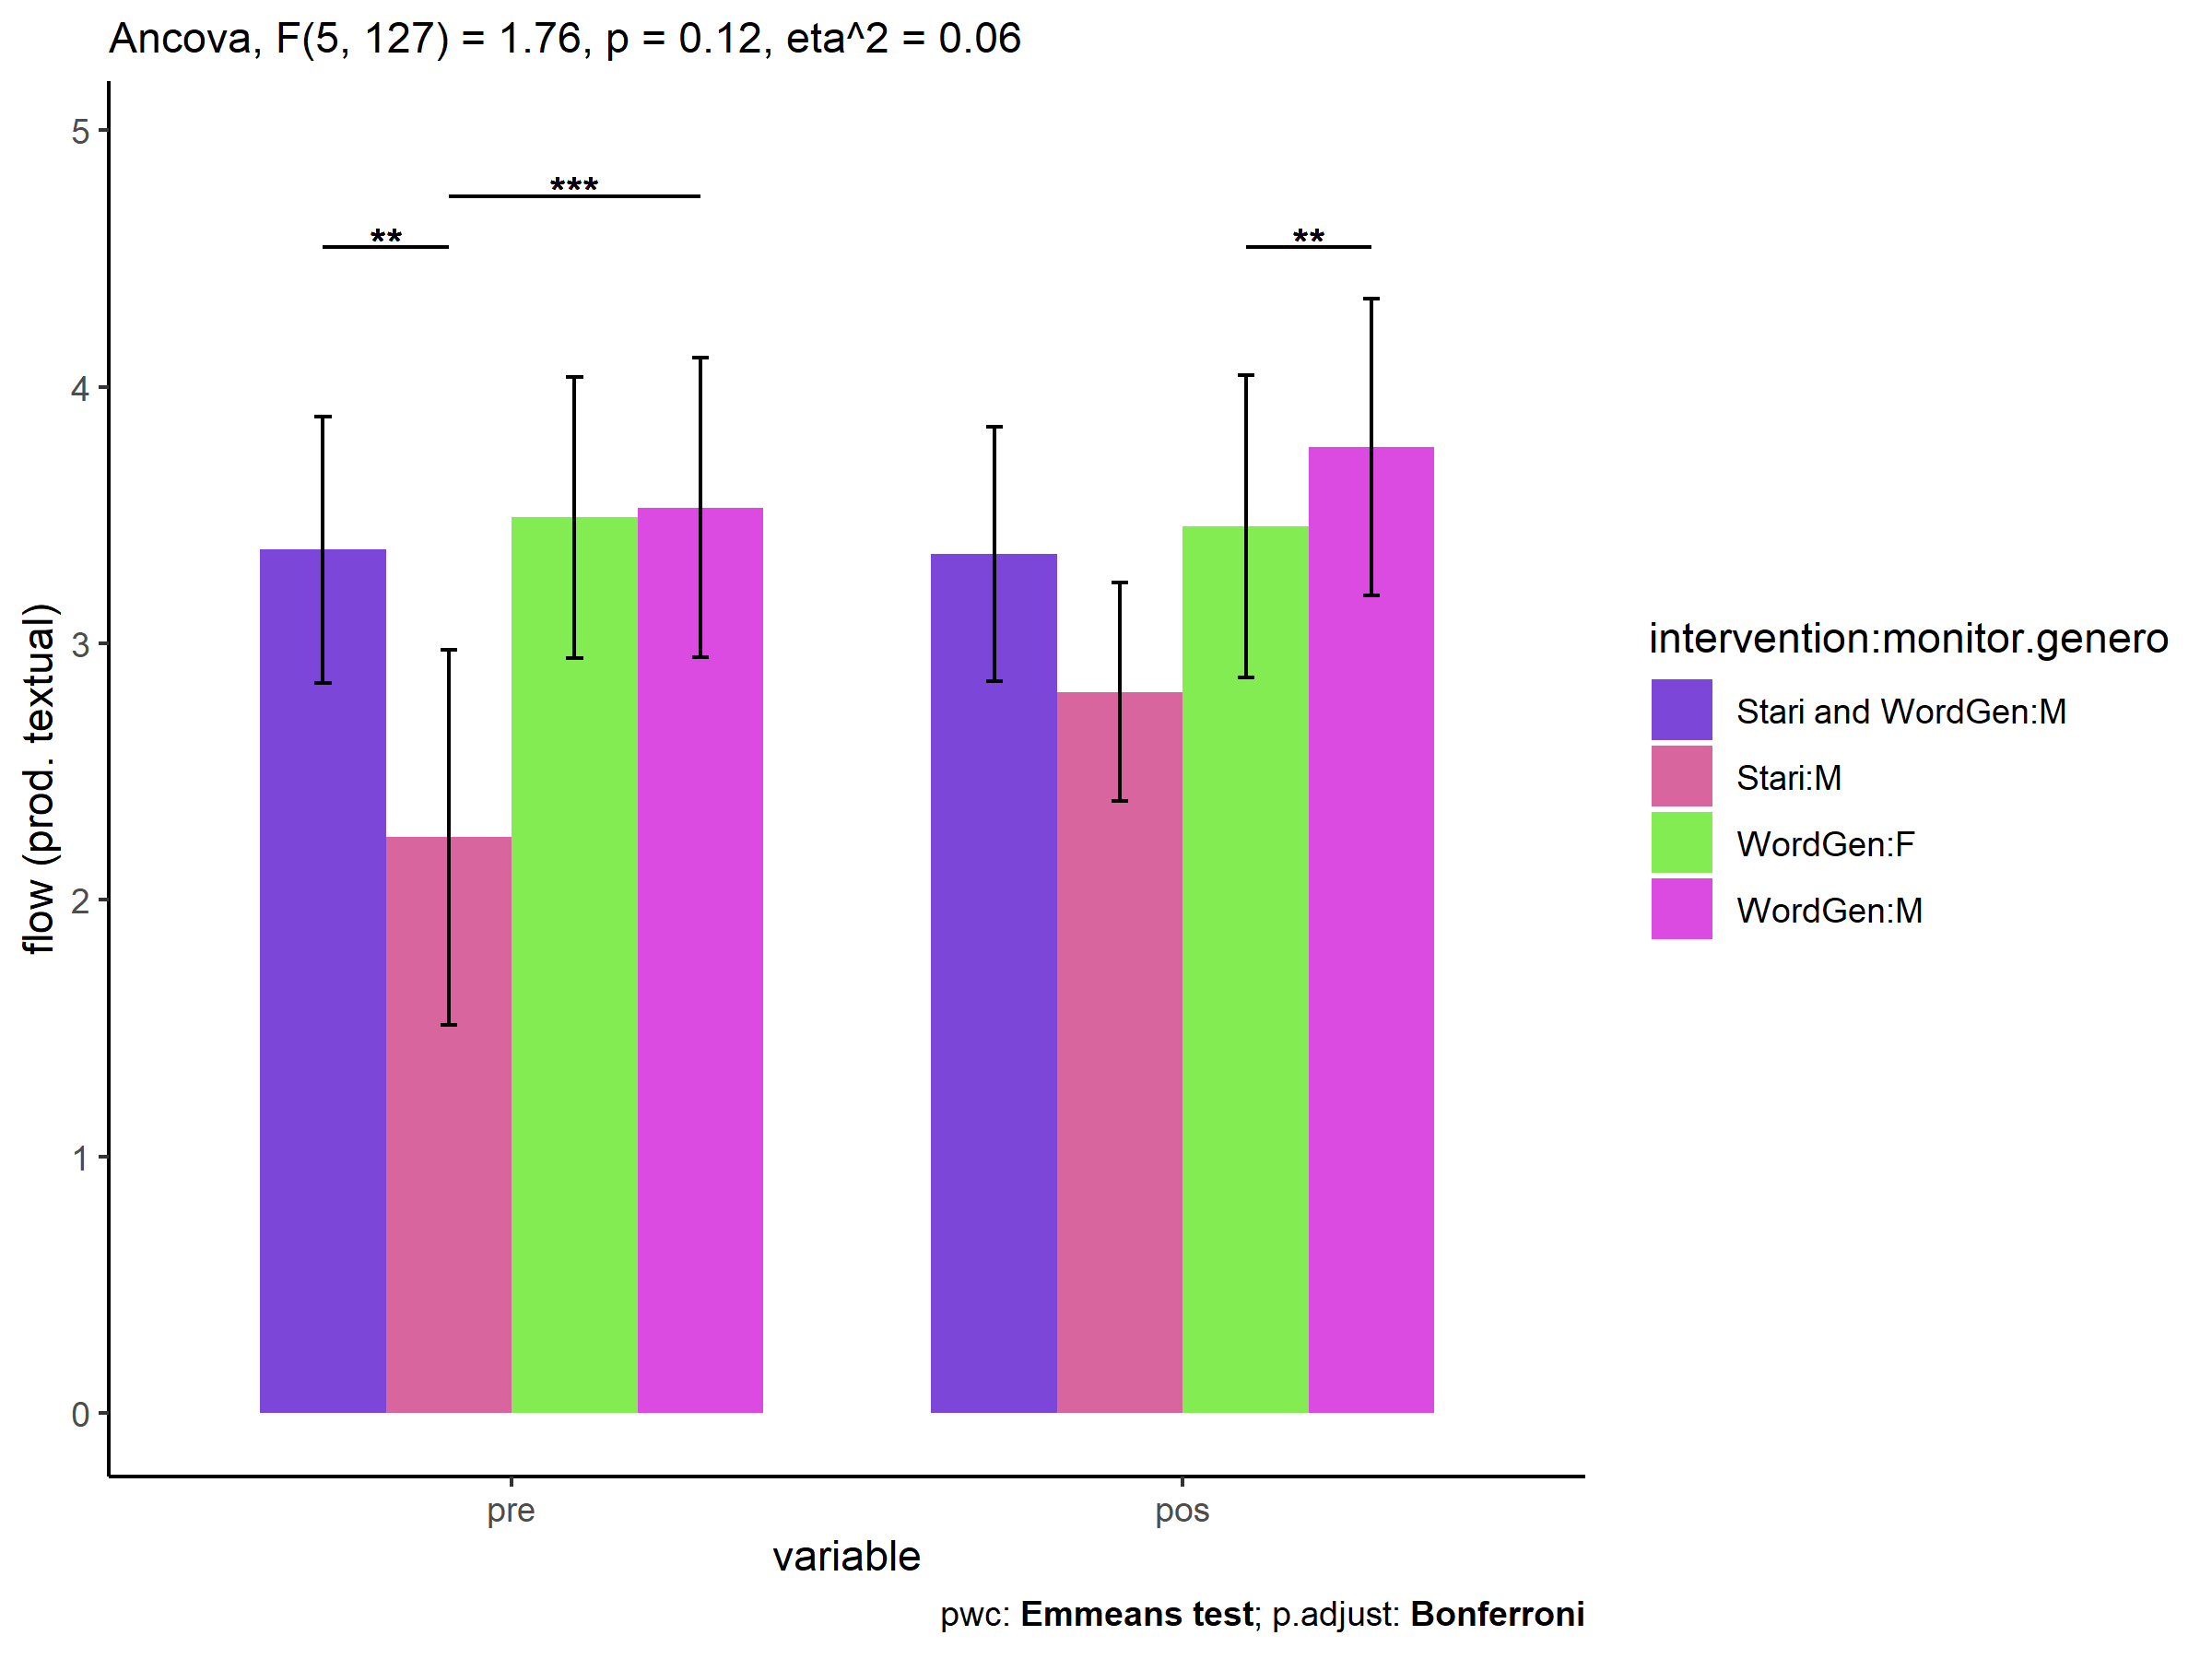 Ancova, F(5, 127) = 1.76, p = 0.12, eta^2 = 0.06
5
4
3
2
1
0
flow (prod. textual)
***
**
**
pre
pos
variable
intervention:monitor.genero
Stari and WordGen:M
Stari:M
WordGen:F
WordGen:M
pwc: Emmeans test; p.adjust: Bonferroni